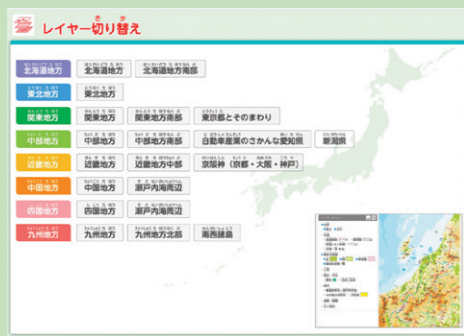 レイヤー切り替え
北海道地方 北海道地方 北海道地方南部
東北地方 東北地方
関東地方 関東地方 関東地方南部 東京都とそのまわり
中部地方 中部地方 中部地方南部 自動車産業のさかんな愛知県 新潟県
近畿地方 近畿地方 近畿地方中部 京阪神（京都・大阪・神戸）
中国地方 中国地方 瀬戸内海周辺
四国地方 四国地方 瀬戸内海周辺
九州地方 九州地方 九州地方北部 南西諸島